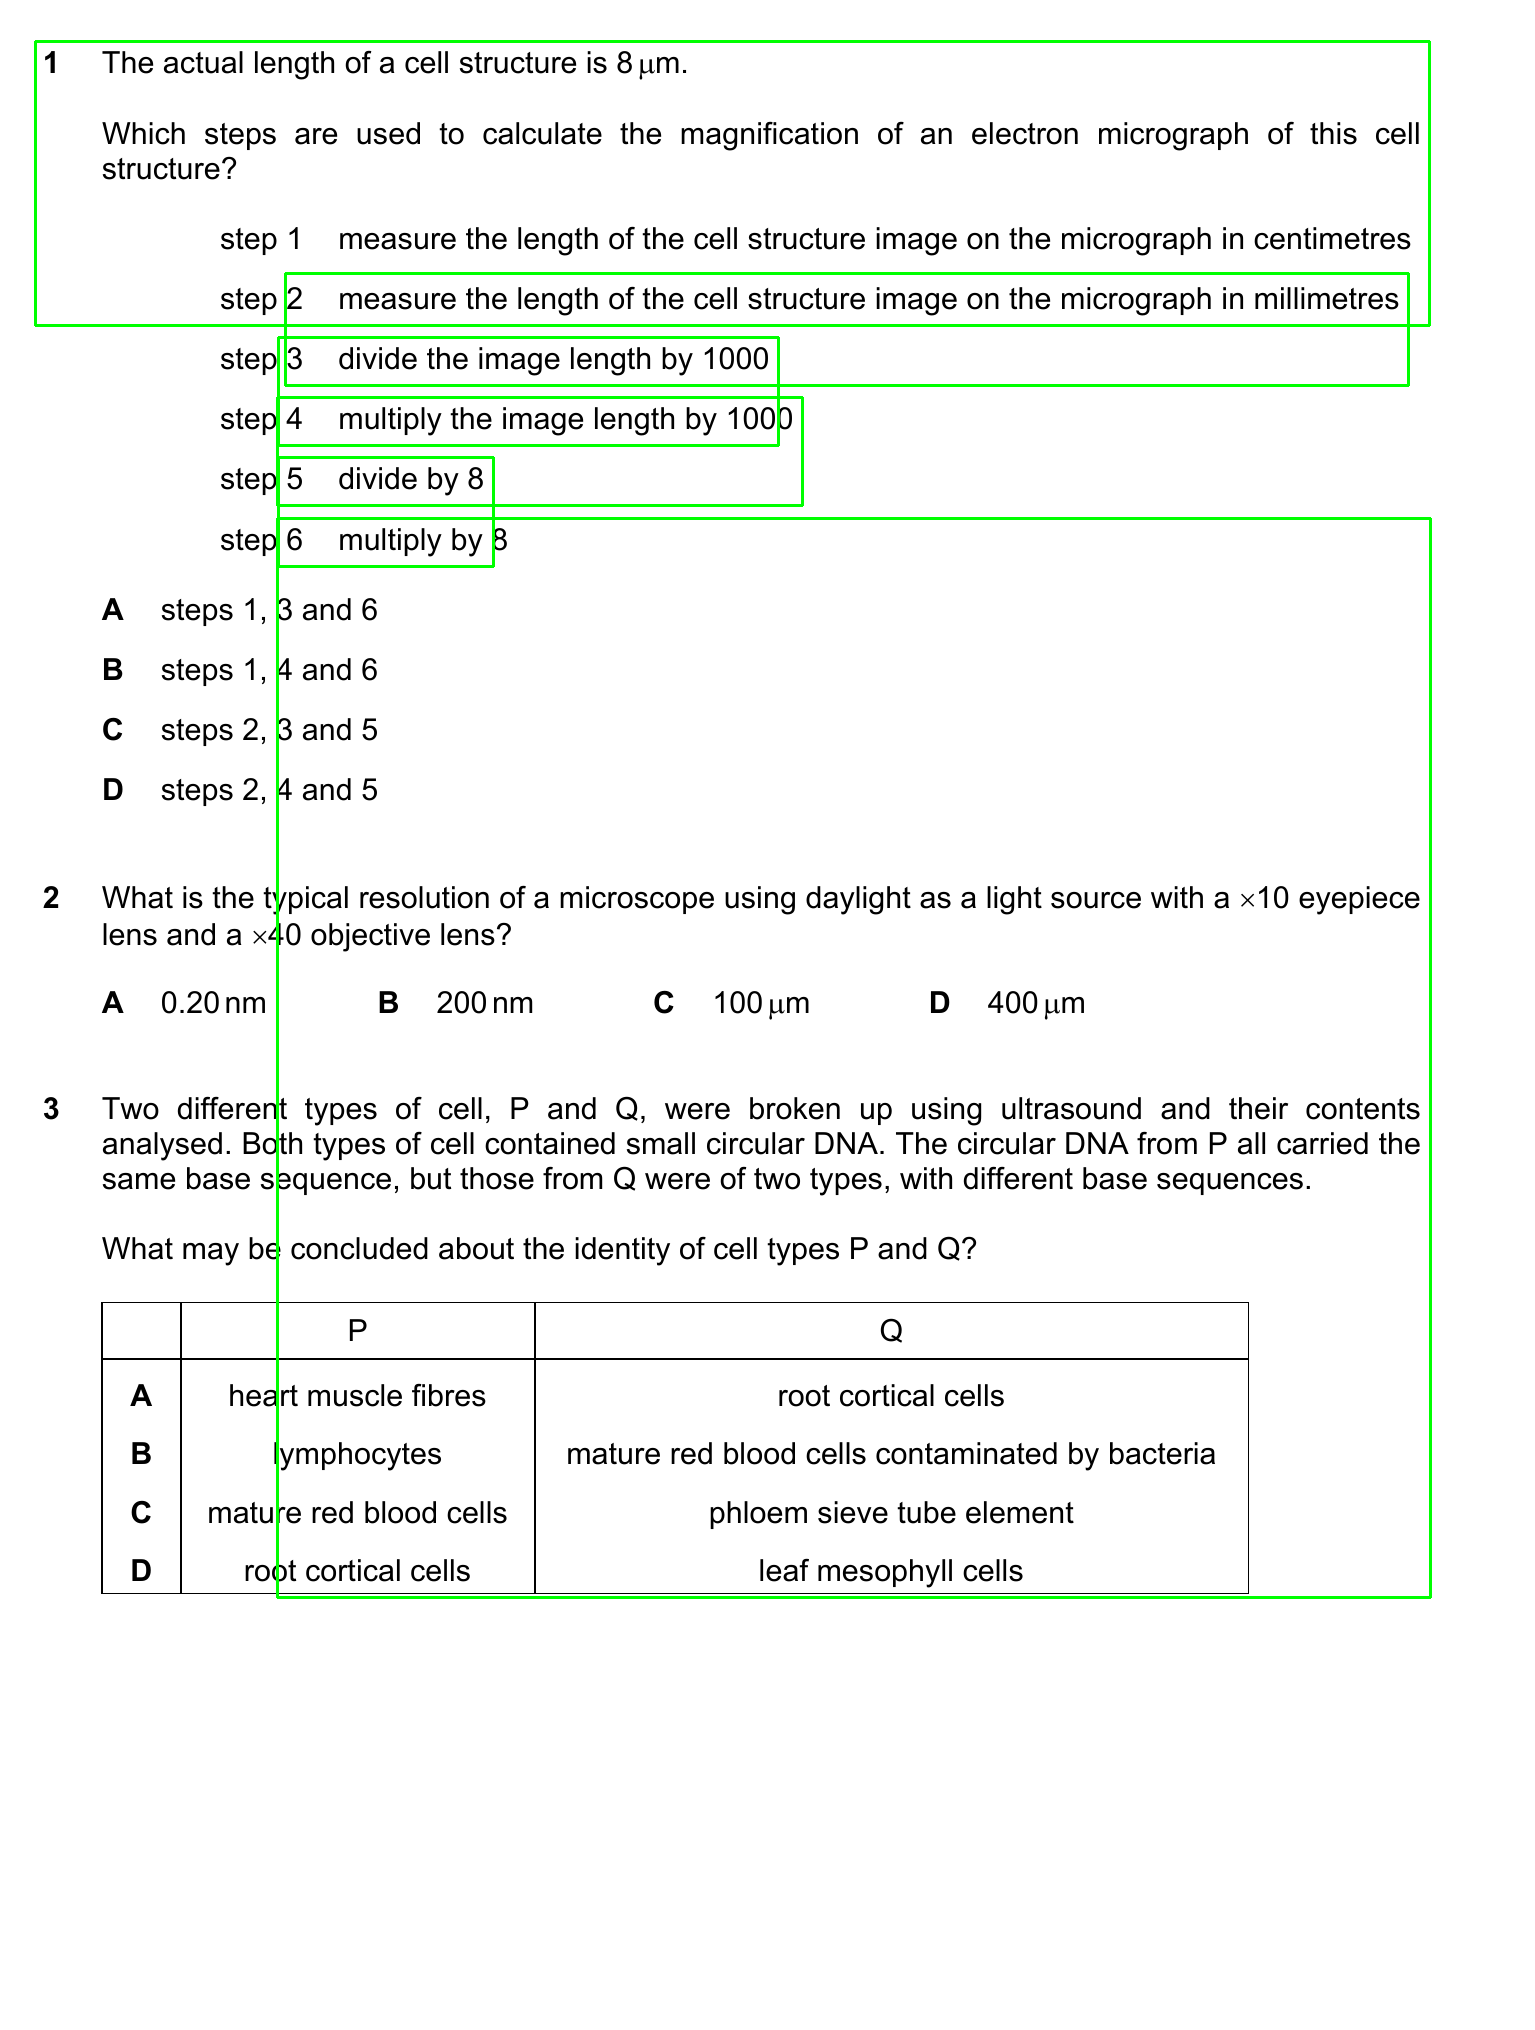 1 The actual length of a cell structure is 8 μm.
Which steps are used to calculate the magnification of an electron micrograph of this cell
structure?
step 1 measure the length of the cell structure image on the micrograph in centimetres
step 2 measure the length of the cell structure image on the micrograph in millimetres
step 3 divide the image length by 1000
step 4 multiply the image length by 1000
step 5 divide by 8
step 6 multiply by 8
A steps 1, 3 and 6
B steps 1, 4 and 6
C steps 2, 3 and 5
D steps 2, 4 and 5
2 What is the typical resolution of a microscope using daylight as a light source with a ×10 eyepiece
lens and a ×40 objective lens?
A 0.20 nm B 200 nm C 100 μm D 400 μm
3 Two different types of cell, P and Q, were broken up using ultrasound and their contents
analysed. Both types of cell contained small circular DNA. The circular DNA from P all carried the
same base sequence, but those from Q were of two types, with different base sequences.
What may be concluded about the identity of cell types P and Q?
P Q
A heart muscle fibres root cortical cells
B lymphocytes mature red blood cells contaminated by bacteria
C mature red blood cells phloem sieve tube element
D root cortical cells leaf mesophyll cells